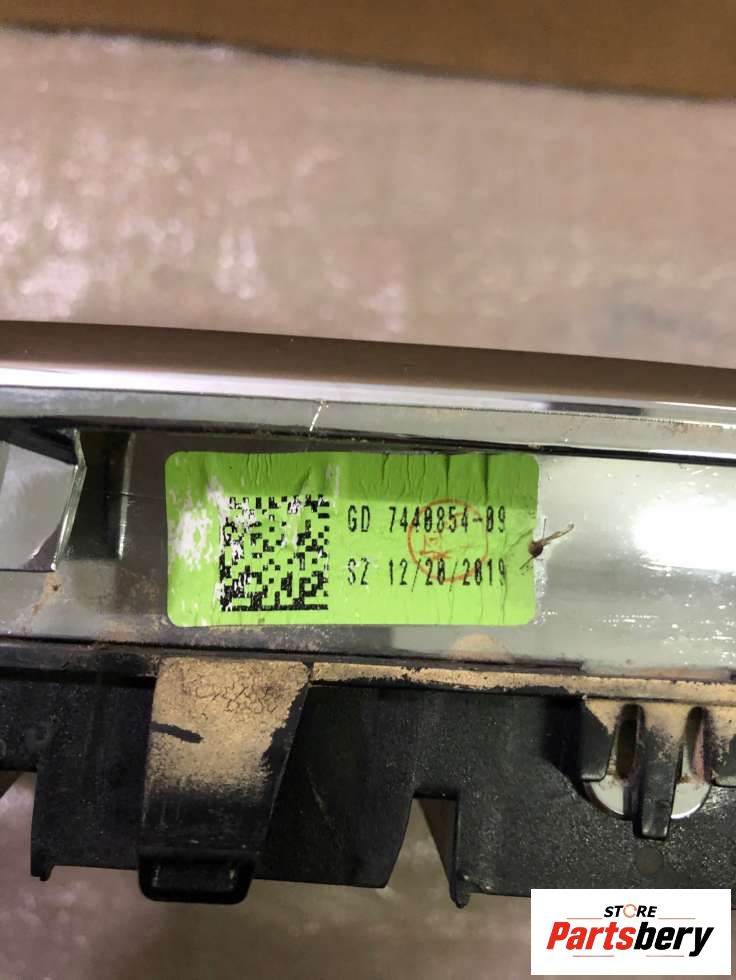 GD 7440854-09
SZ 12/20/2019
STORE
Partsbery